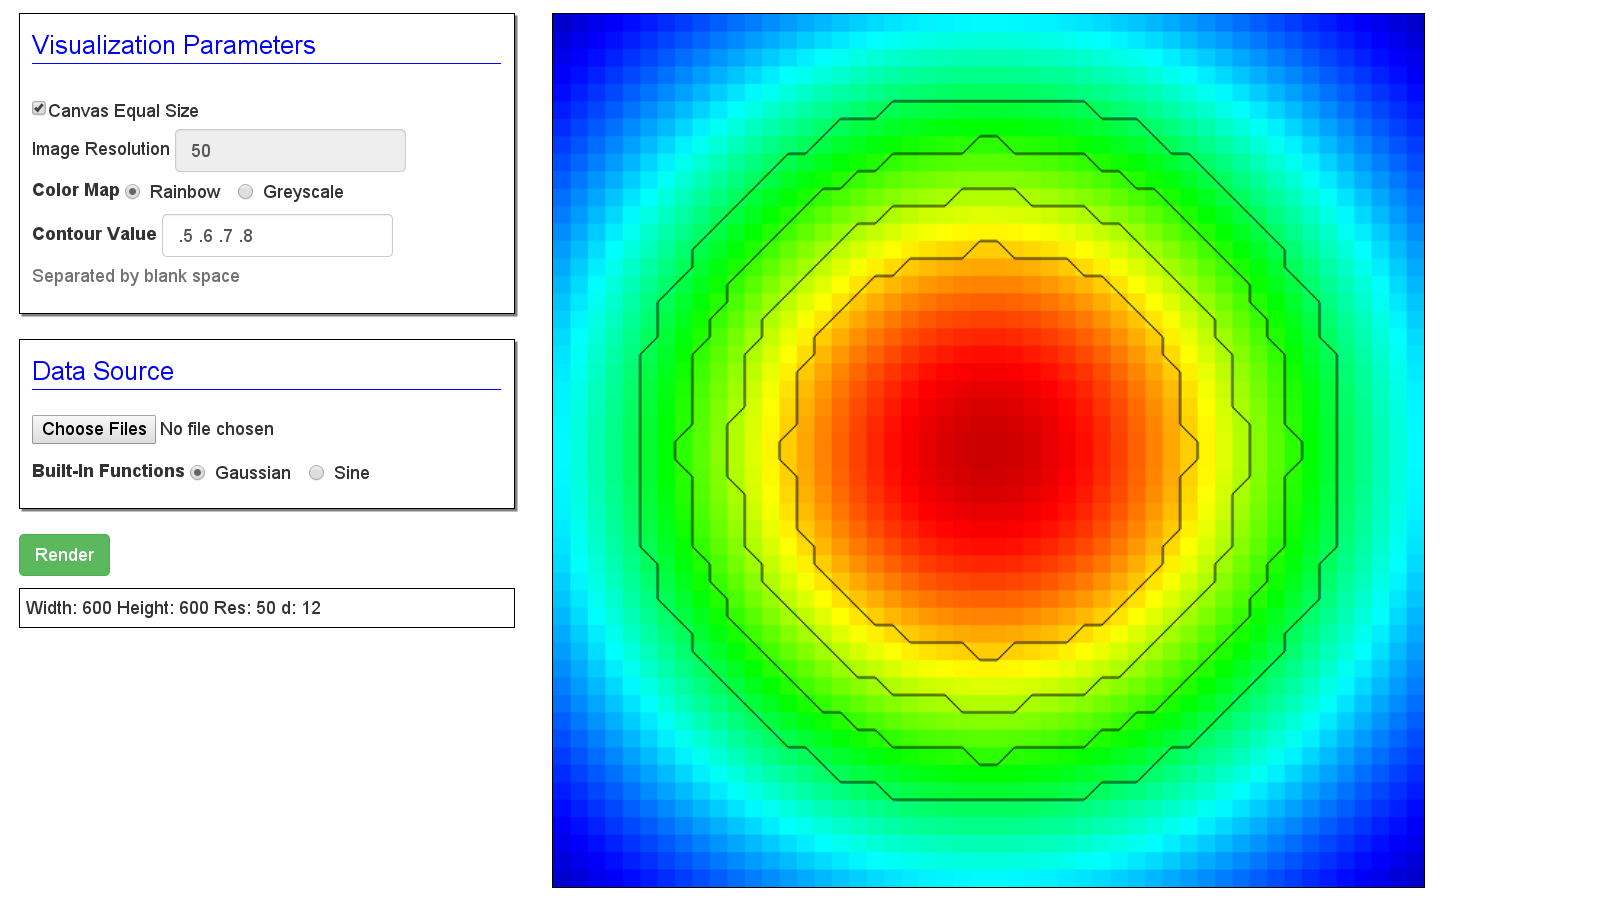 Visualization Parameters
Canvas Equal Size
Image Resolution 50
Color Map Rainbow Greyscale
Contour Value .5 .6 .7 .8
Separated by blank space
Data Source
Choose Files No file chosen
Built-In Functions Gaussian Sine
Render
Width: 600 Height: 600 Res: 50 d: 12